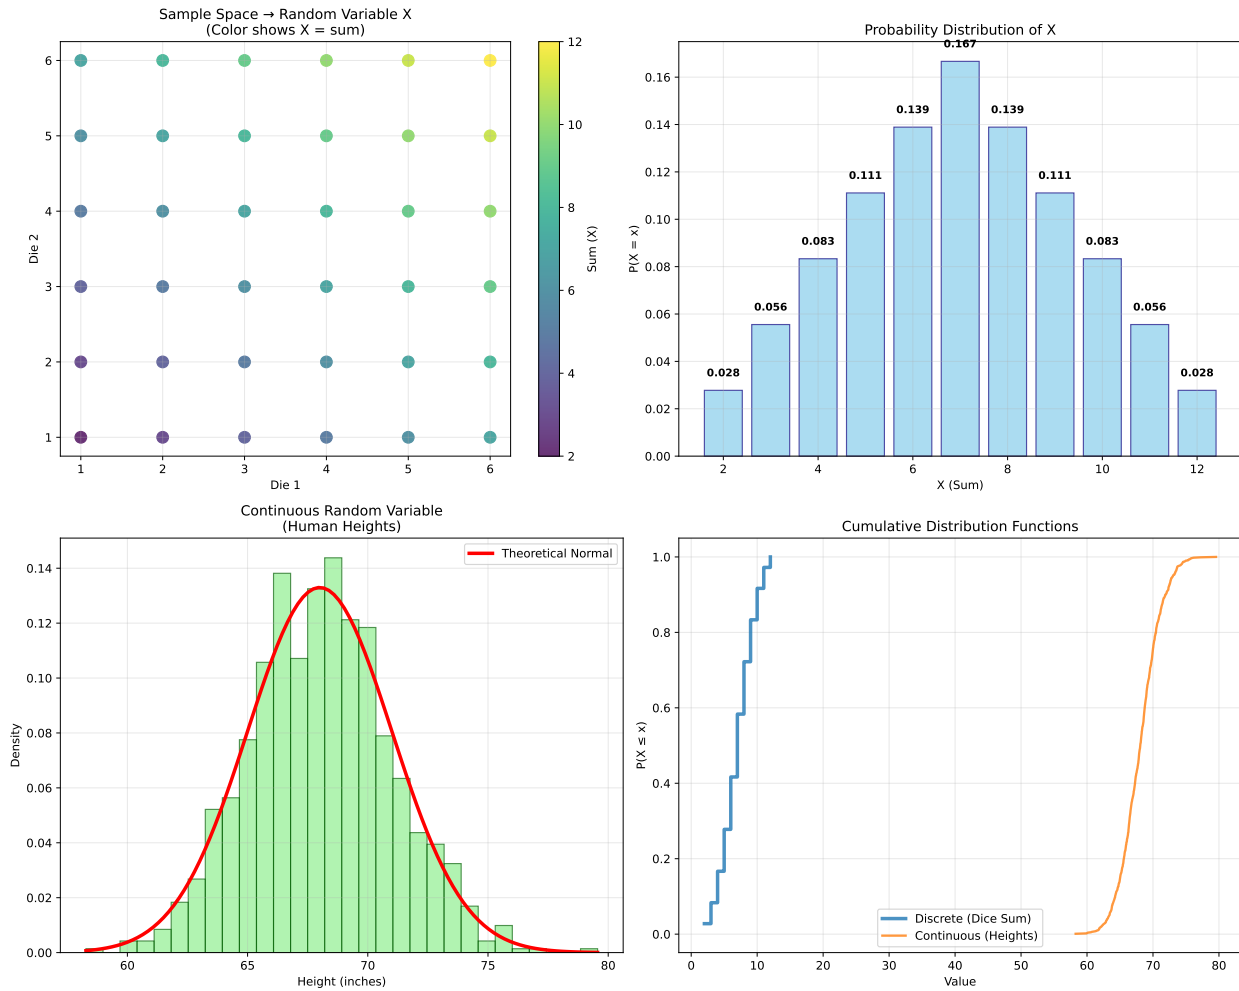 Sample Space → Random Variable X
(Color shows X = sum)
6
5
4
3
2
1
Die 2
1 2 3 4 5 6
Die 1
12
10
8
6
4
2
Sum (X)
Probability Distribution of X
0.16
0.14
0.12
0.10
0.08
0.06
0.04
0.02
0.00
P(X = x)
0.028
0.056
0.083
0.111
0.139
0.167
0.139
0.111
0.083
0.056
0.028
2 4 6 8 10 12
X (Sum)
Continuous Random Variable
(Human Heights)
Theoretical Normal
0.14
0.12
0.10
0.08
0.06
0.04
0.02
0.00
Density
60 65 70 75 80
Height (inches)
Cumulative Distribution Functions
1.0
0.8
0.6
0.4
0.2
0.0
P(X ≤ x)
Discrete (Dice Sum)
Continuous (Heights)
0 10 20 30 40 50 60 70 80
Value